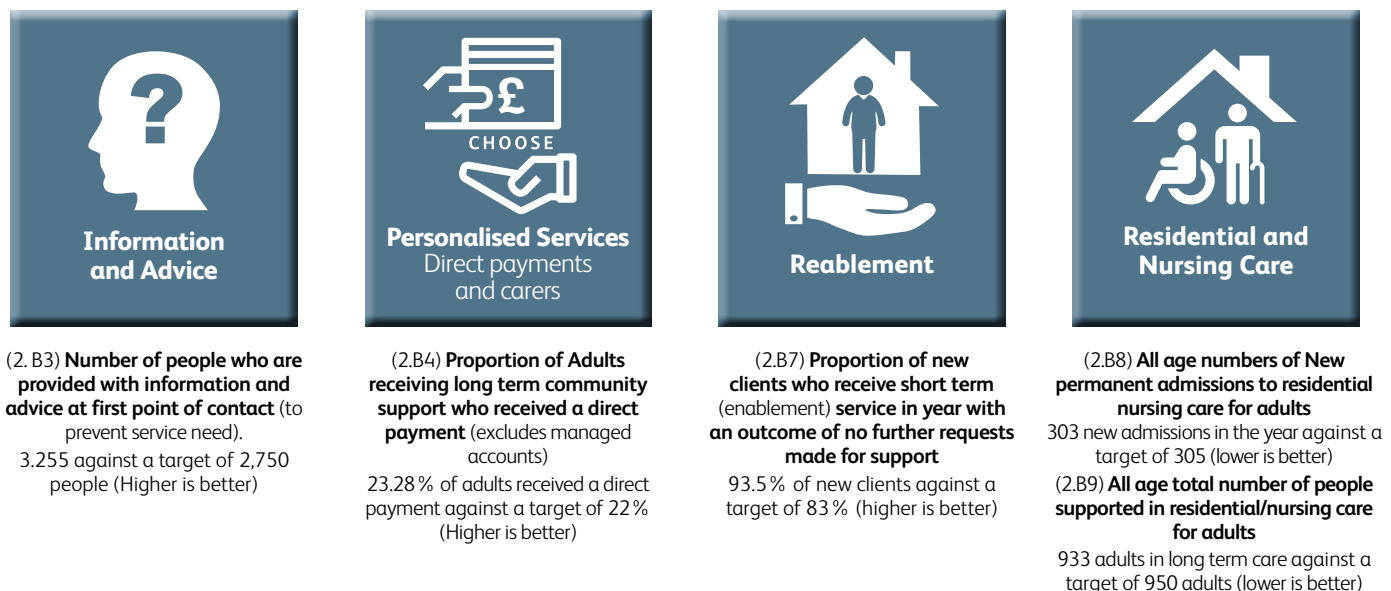 ?
Information
and Advice
(2. B3) Number of people who are
provided with information and
advice at first point of contact (to
prevent service need).
3.255 against a target of 2,750
people (Higher is better)
£
CHOOSE
Personalised Services
Direct payments
and carers
(2.B4) Proportion of Adults
receiving long term community
support who received a direct
payment (excludes managed
accounts)
23.28% of adults received a direct
payment against a target of 22%
(Higher is better)
Reablement
(2.B7) Proportion of new
clients who receive short term
(enablement) service in year with
an outcome of no further requests
made for support
93.5% of new clients against a
target of 83% (higher is better)
Residential and
Nursing Care
(2.B8) All age numbers of New
permanent admissions to residential
nursing care for adults
303 new admissions in the year against a
target of 305 (lower is better)
(2.B9) All age total number of people
supported in residential/nursing care
for adults
933 adults in long term care against a
target of 950 adults (lower is better)